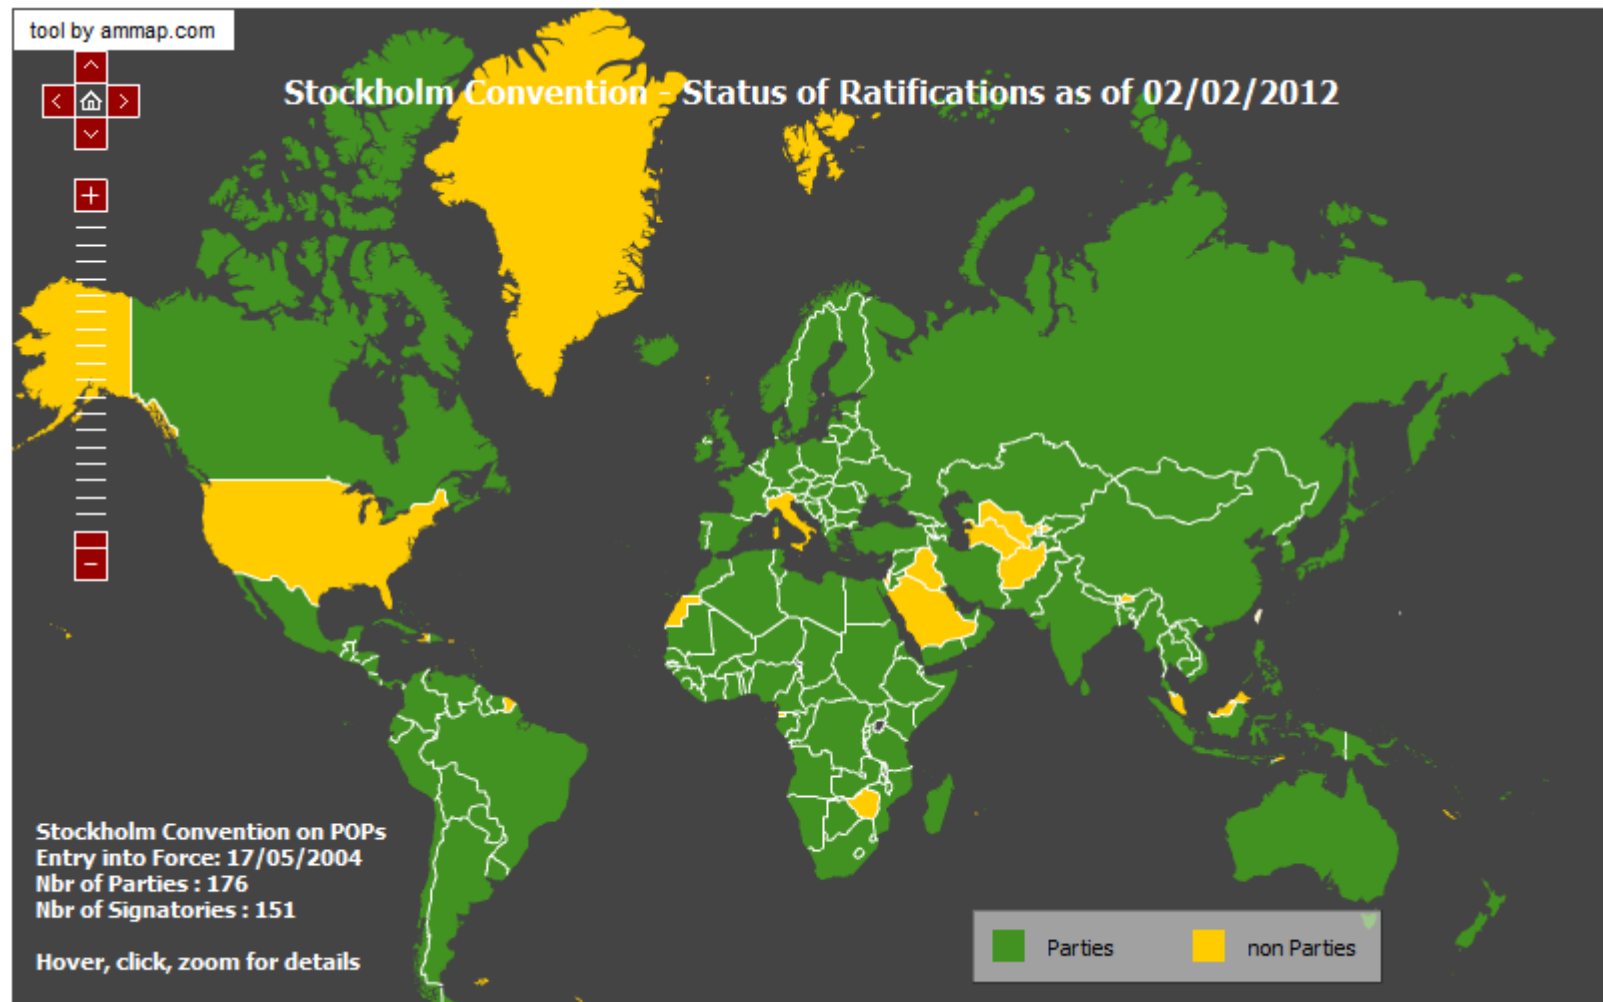 tool by ammap.com
Stockholm Convention - Status of Ratifications as of 02/02/2012
Stockholm Convention on POPs
Entry into Force: 17/05/2004
Nbr of Parties : 176
Nbr of Signatories : 151
Hover, click, zoom for details
Parties
non Parties